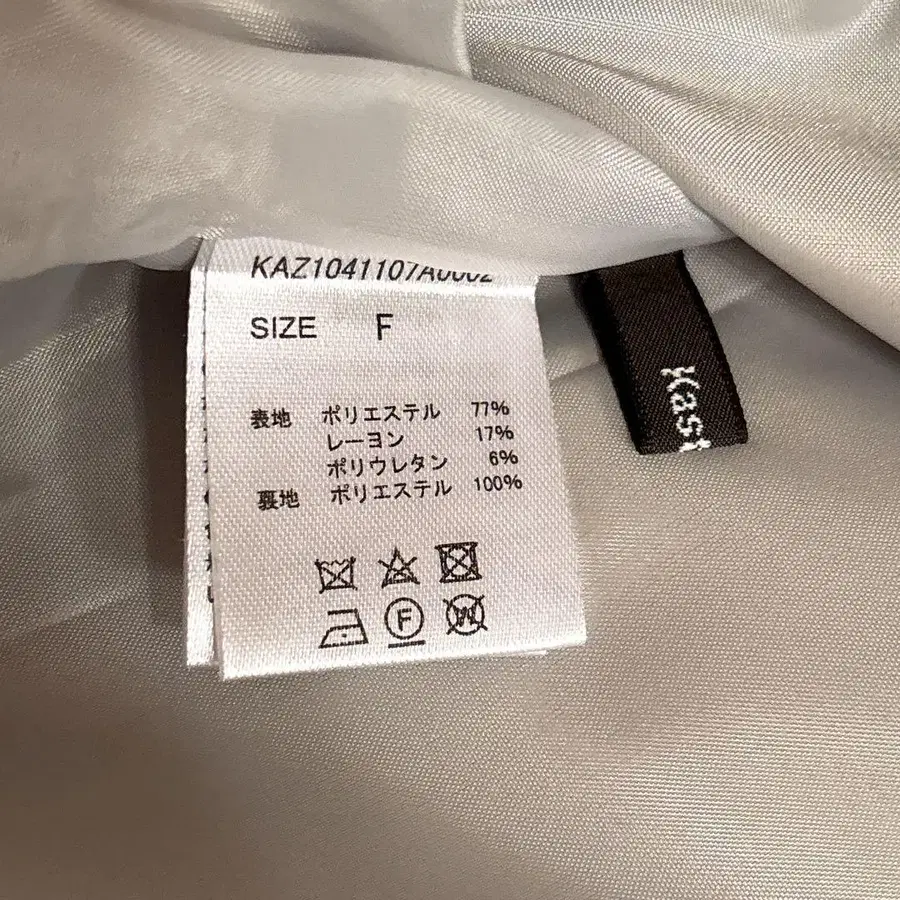 KAZ1041107A0002
SIZE F
表地 ポリエステル 77%
レーヨン 17%
ポリウレタン 6%
裏地 ポリエステル 100%
F
W
Kast